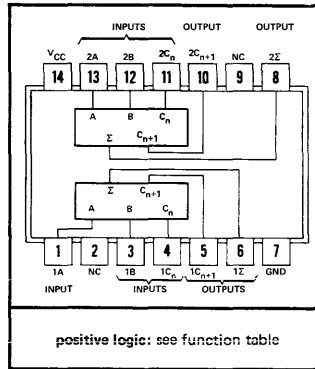 INPUTS OUTPUT OUTPUT
VCC 2A 2B 2Cn 2Cn+1 NC 2Σ
14 13 12 11 10 9 8
A B Cn
Σ Cn+1
Σ Cn+1
A B Cn
1 2 3 4 5 6 7
1A NC 1B 1Cn 1Cn+1 1Σ GND
INPUT INPUTS OUTPUTS
positive logic: see function table